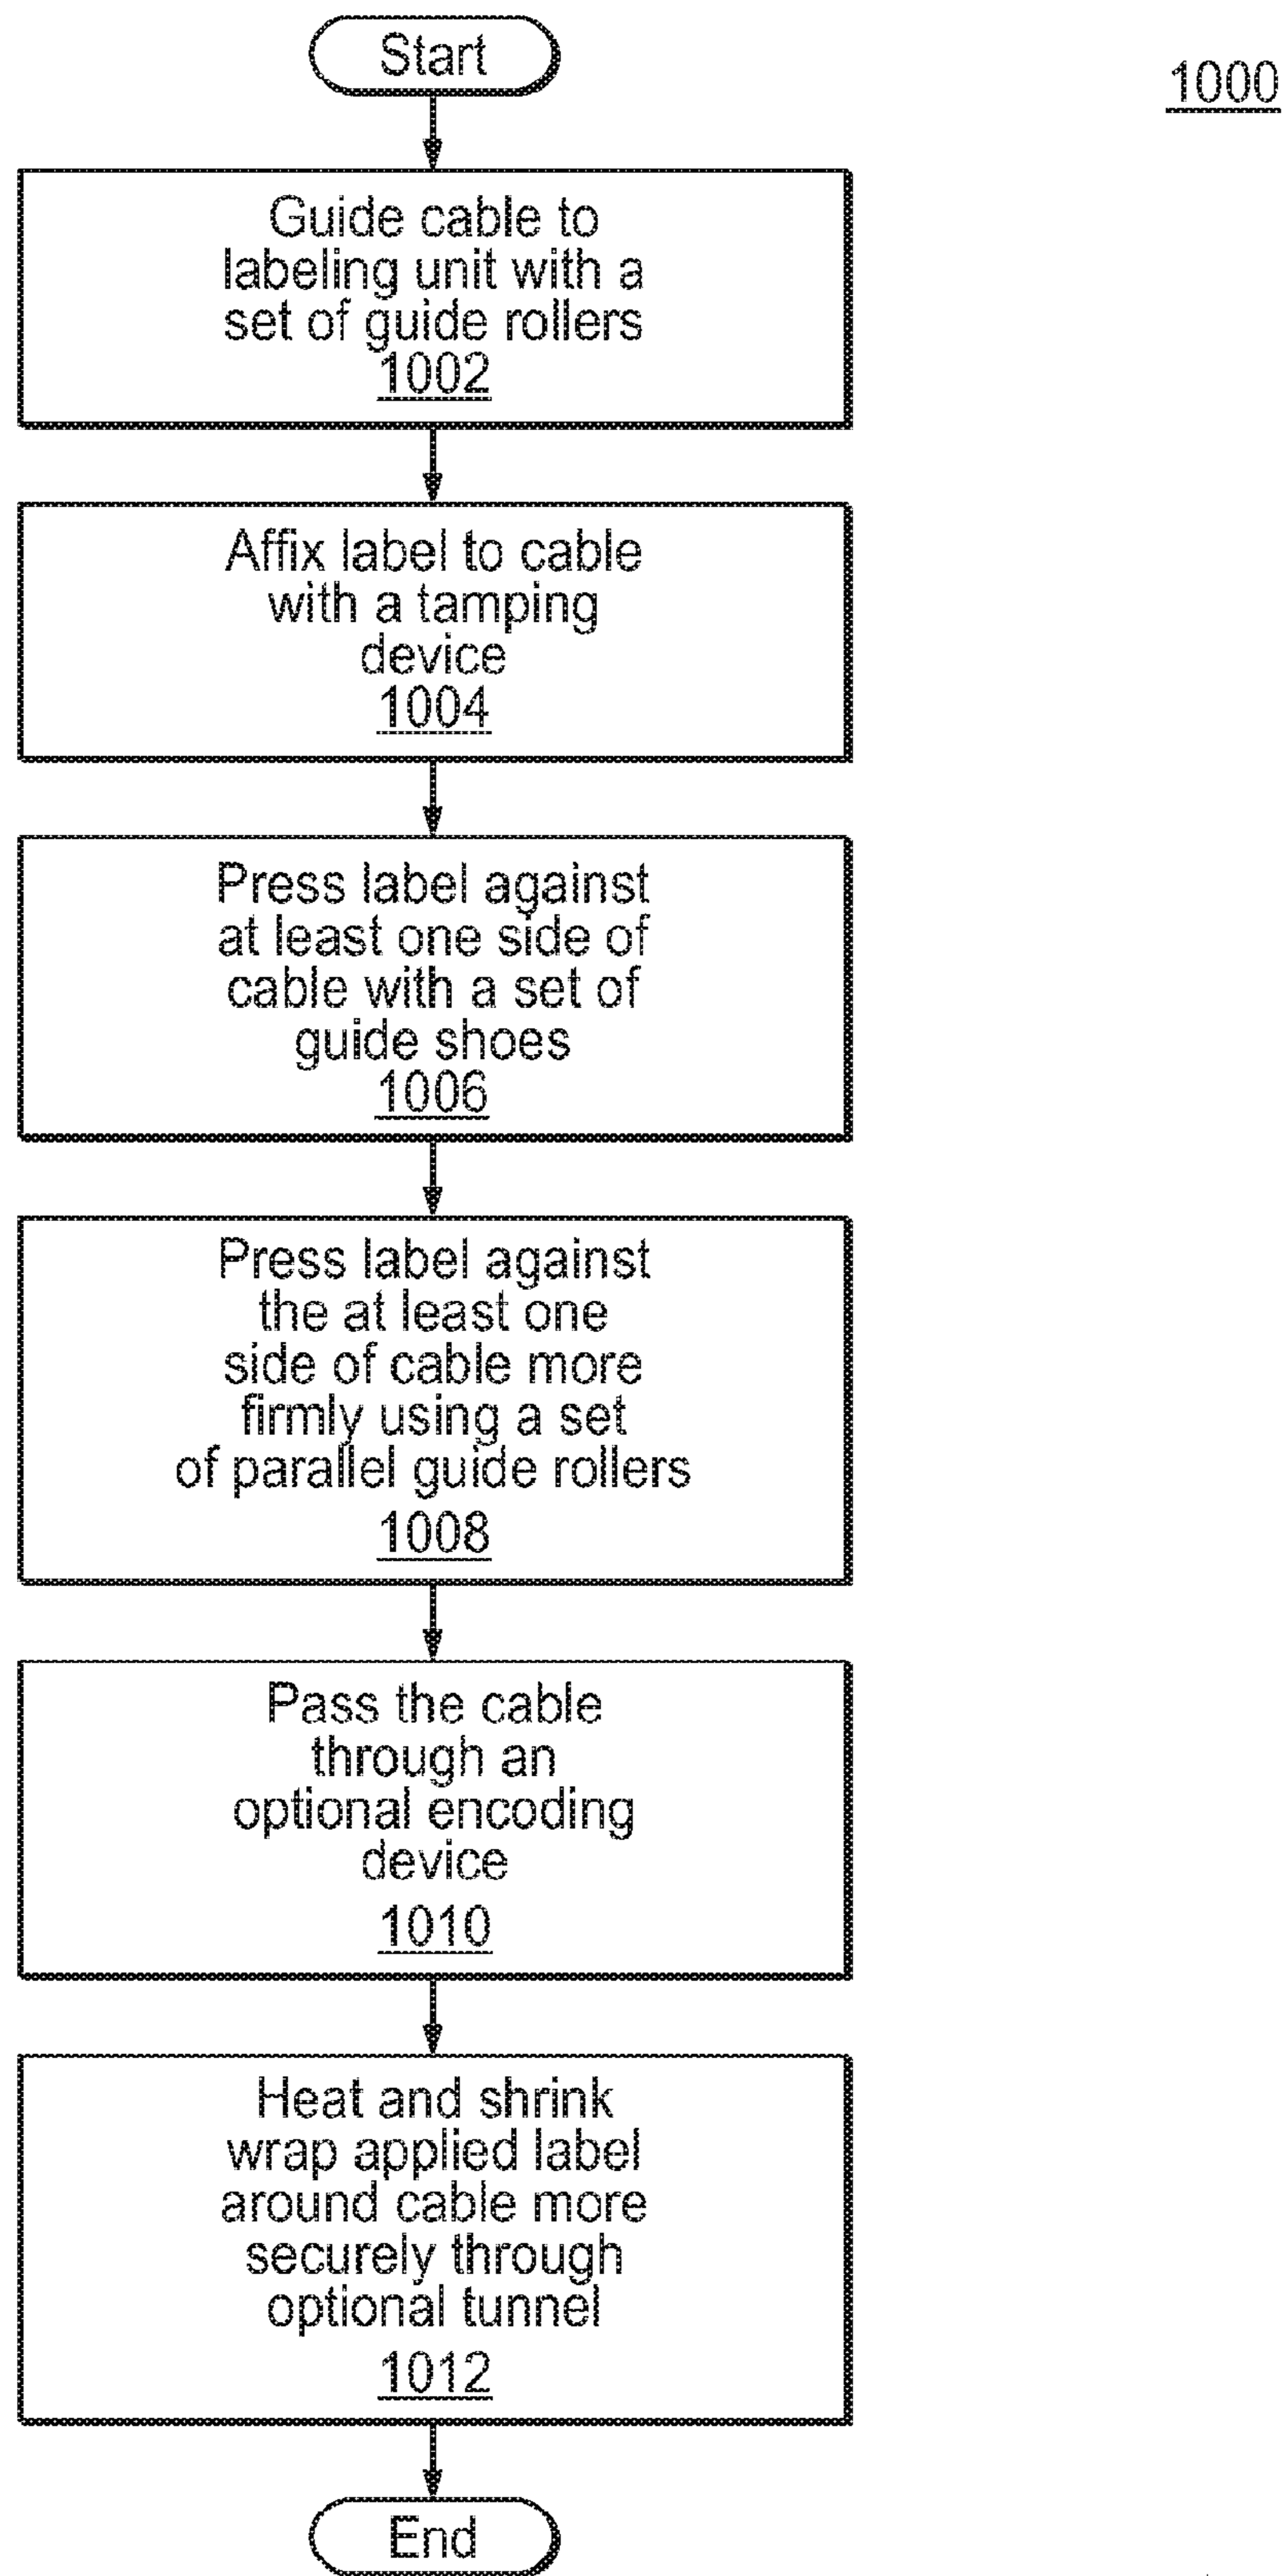 Start
1000
Guide cable to
labeling unit with a
set of guide rollers
1002
Affix label to cable
with a tamping
device
1004
Press label against
at least one side of
cable with a set of
guide shoes
1006
Press label against
the at least one
side of cable more
firmly using a set
of parallel guide rollers
1008
Pass the cable
through an
optional encoding
device
1010
Heat and shrink
wrap applied label
around cable more
securely through
optional tunnel
1012
End